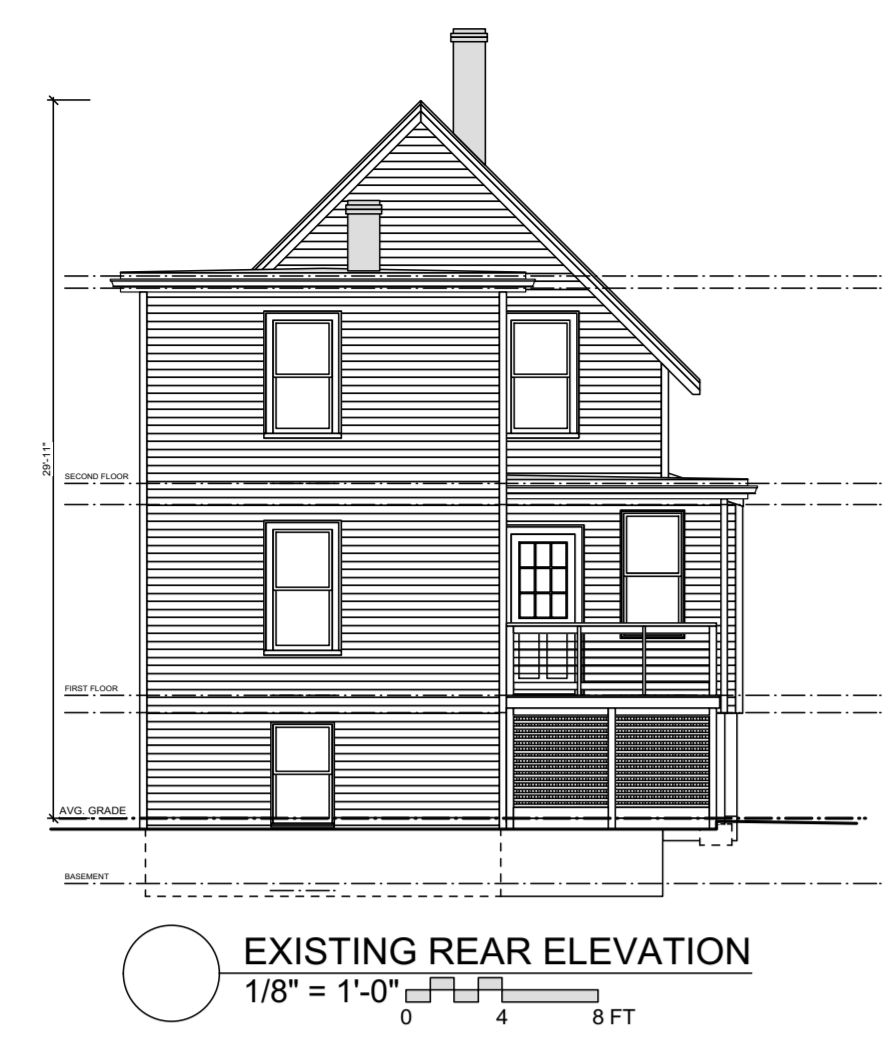 29'-11"
SECOND FLOOR
FIRST FLOOR
AVG. GRADE
BASEMENT
EXISTING REAR ELEVATION
1/8" = 1'-0"
0 4 8 FT